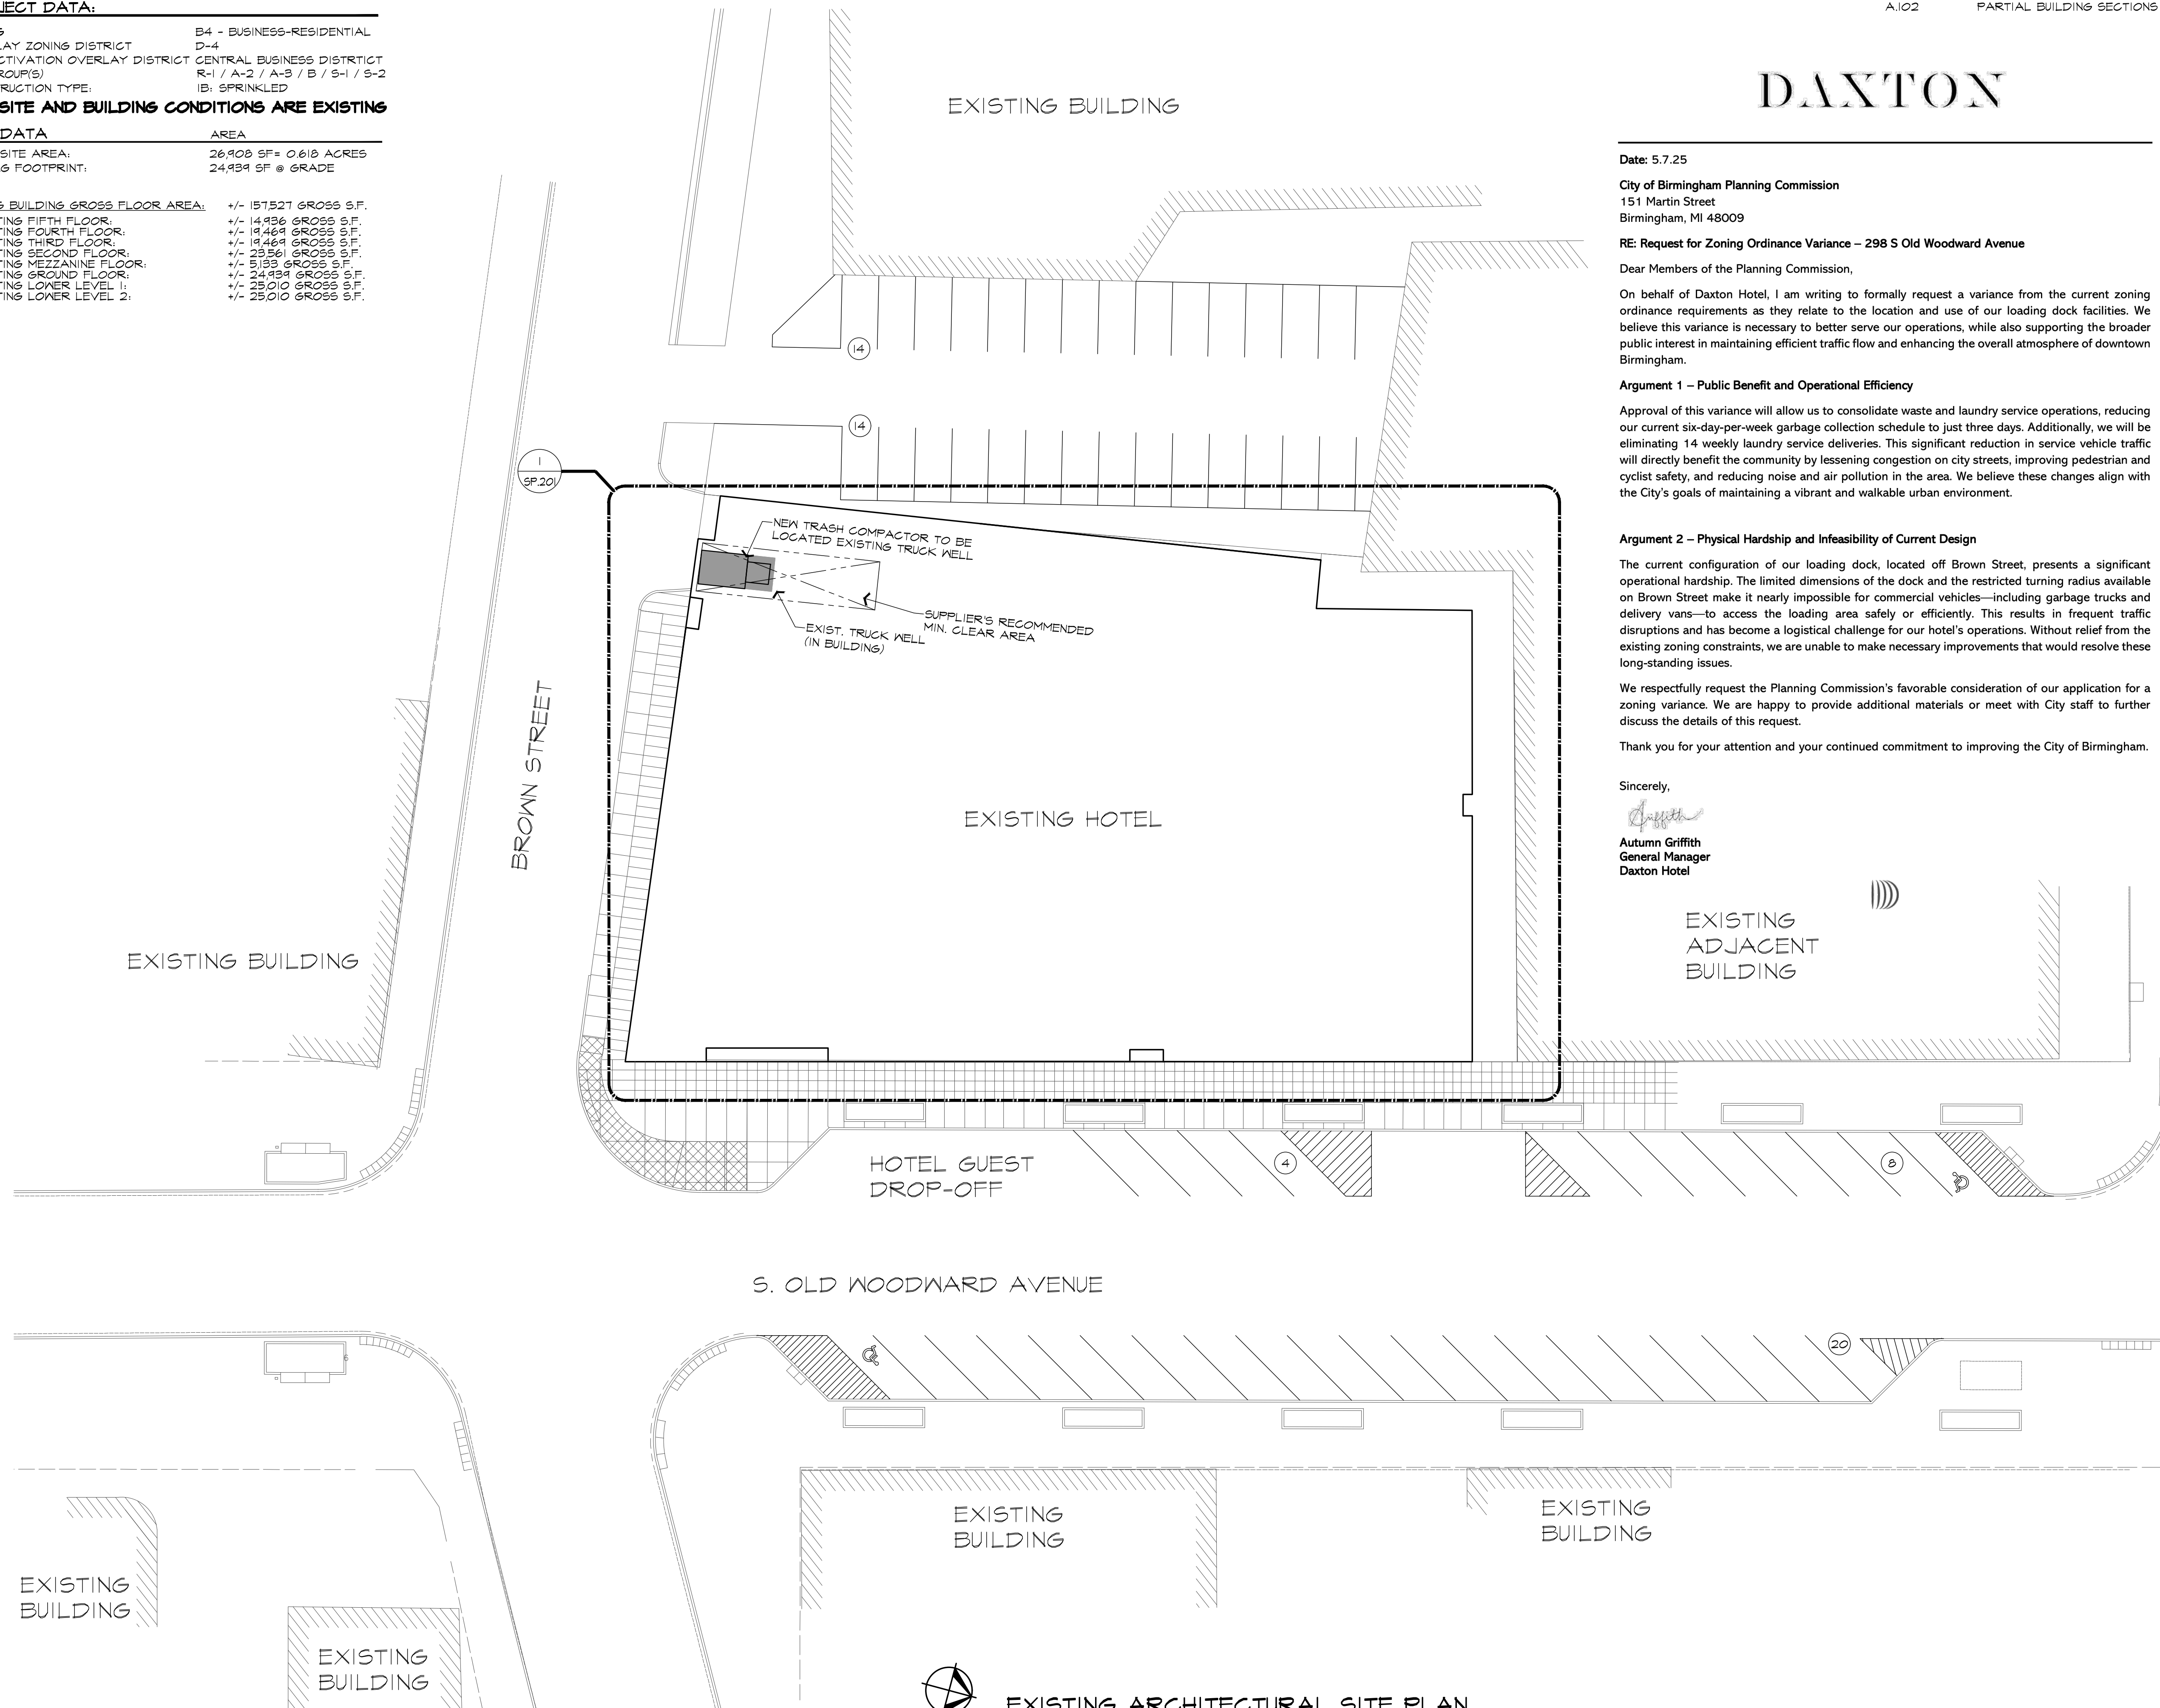 JECT DATA:
G B4 - BUSINESS-RESIDENTIAL
LAY ZONING DISTRICT D-4
CTIVATION OVERLAY DISTRICT CENTRAL BUSINESS DISTRTICT
ROUP(S) R-1 / A-2 / A-3 / B / S-1 / S-2
RUCTION TYPE: IB: SPRINKLED
SITE AND BUILDING CONDITIONS ARE EXISTING
DATA AREA
SITE AREA: 26,908 SF= 0.618 ACRES
G FOOTPRINT: 24,939 SF @ GRADE
G BUILDING GROSS FLOOR AREA: +/- 157,527 GROSS S.F.
TING FIFTH FLOOR: +/- 14,936 GROSS S.F.
TING FOURTH FLOOR: +/- 19,469 GROSS S.F.
TING THIRD FLOOR: +/- 19,469 GROSS S.F.
TING SECOND FLOOR: +/- 23,561 GROSS S.F.
TING MEZZANINE FLOOR: +/- 5,133 GROSS S.F.
TING GROUND FLOOR: +/- 24,939 GROSS S.F.
TING LOWER LEVEL 1: +/- 25,010 GROSS S.F.
TING LOWER LEVEL 2: +/- 25,010 GROSS S.F.
A.102 PARTIAL BUILDING SECTIONS
DAXTON
Date: 5.7.25
City of Birmingham Planning Commission
151 Martin Street
Birmingham, MI 48009
RE: Request for Zoning Ordinance Variance – 298 S Old Woodward Avenue
Dear Members of the Planning Commission,
On behalf of Daxton Hotel, I am writing to formally request a variance from the current zoning
ordinance requirements as they relate to the location and use of our loading dock facilities. We
believe this variance is necessary to better serve our operations, while also supporting the broader
public interest in maintaining efficient traffic flow and enhancing the overall atmosphere of downtown
Birmingham.
Argument 1 – Public Benefit and Operational Efficiency
Approval of this variance will allow us to consolidate waste and laundry service operations, reducing
our current six-day-per-week garbage collection schedule to just three days. Additionally, we will be
eliminating 14 weekly laundry service deliveries. This significant reduction in service vehicle traffic
will directly benefit the community by lessening congestion on city streets, improving pedestrian and
cyclist safety, and reducing noise and air pollution in the area. We believe these changes align with
the City's goals of maintaining a vibrant and walkable urban environment.
Argument 2 – Physical Hardship and Infeasibility of Current Design
The current configuration of our loading dock, located off Brown Street, presents a significant
operational hardship. The limited dimensions of the dock and the restricted turning radius available
on Brown Street make it nearly impossible for commercial vehicles—including garbage trucks and
delivery vans—to access the loading area safely or efficiently. This results in frequent traffic
disruptions and has become a logistical challenge for our hotel's operations. Without relief from the
existing zoning constraints, we are unable to make necessary improvements that would resolve these
long-standing issues.
We respectfully request the Planning Commission's favorable consideration of our application for a
zoning variance. We are happy to provide additional materials or meet with City staff to further
discuss the details of this request.
Thank you for your attention and your continued commitment to improving the City of Birmingham.
Sincerely,
Griffith
Autumn Griffith
General Manager
Daxton Hotel
EXISTING BUILDING
14
14
1
SP.201
NEW TRASH COMPACTOR TO BE
LOCATED EXISTING TRUCK WELL
SUPPLIER'S RECOMMENDED
MIN. CLEAR AREA
EXIST. TRUCK WELL
(IN BUILDING)
BROWN STREET
EXISTING HOTEL
EXISTING BUILDING
EXISTING
ADJACENT
BUILDING
HOTEL GUEST
DROP-OFF
4
8
S. OLD WOODWARD AVENUE
20
EXISTING
BUILDING
EXISTING
BUILDING
EXISTING
BUILDING
EXISTING
BUILDING
EXISTING ARCHITECTURAL SITE PLAN